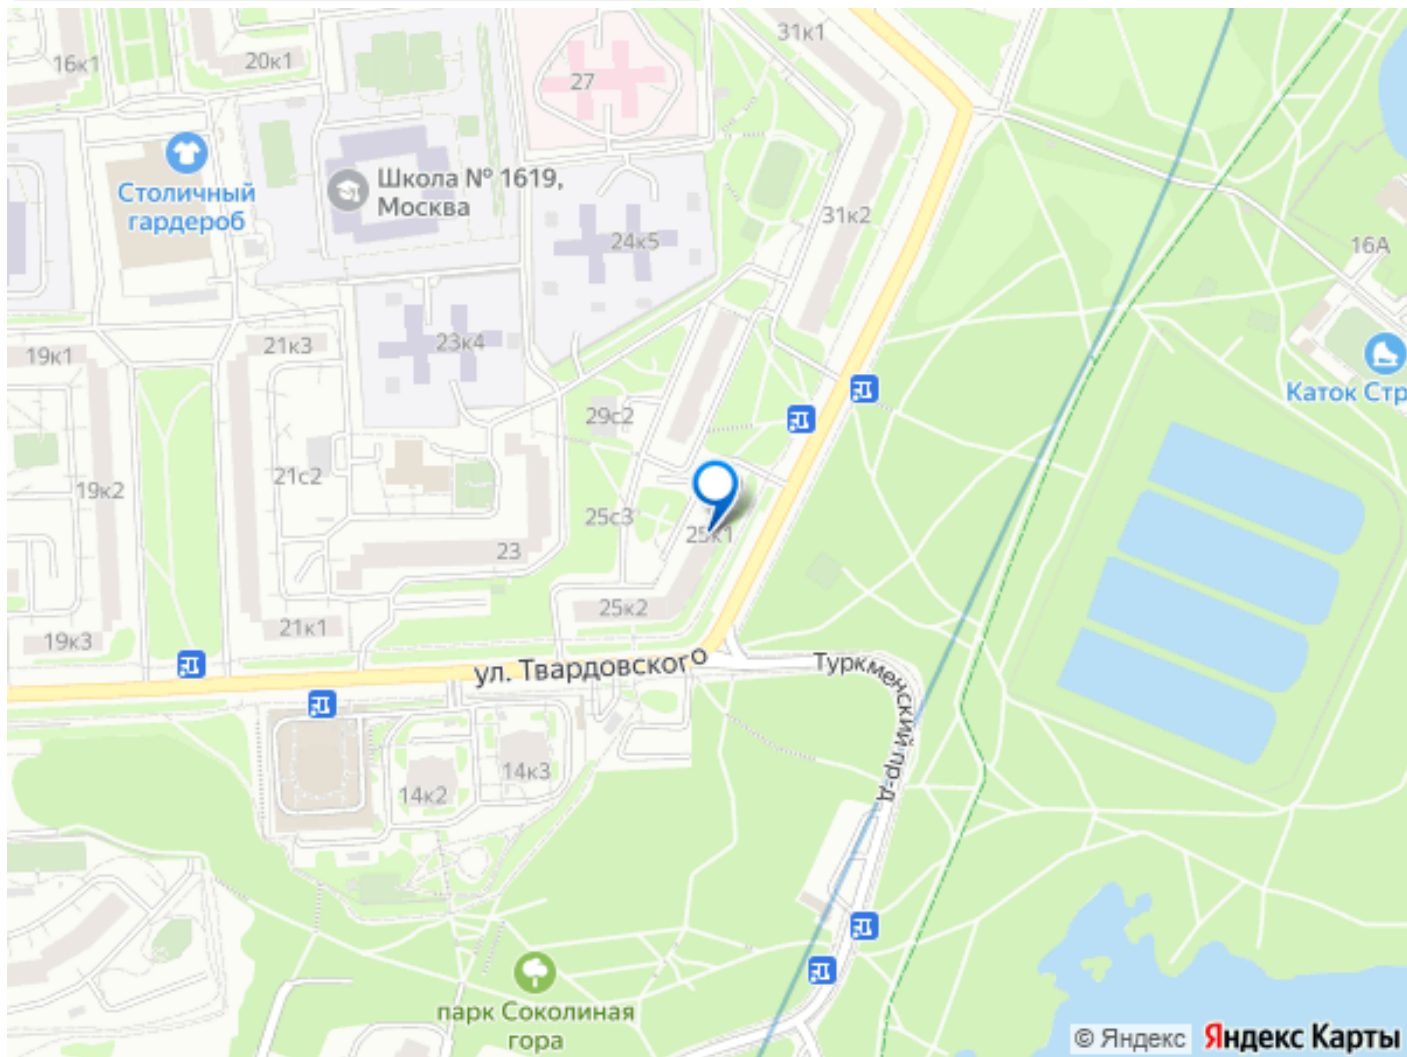 31к1
16к1
20к1
27
Столичный
гардероб
Школа № 1619,
Москва
31к2
24к5
16А
19к1
21к3
23к4
Каток Стр
29с2
21с2
19к2
25с3
25к1
23
25к2
21к1
19к3
ул. Твардовского
Туркменский пр-д
14к3
14к2
парк Соколиная
гора
© Яндекс Яндекс Карты